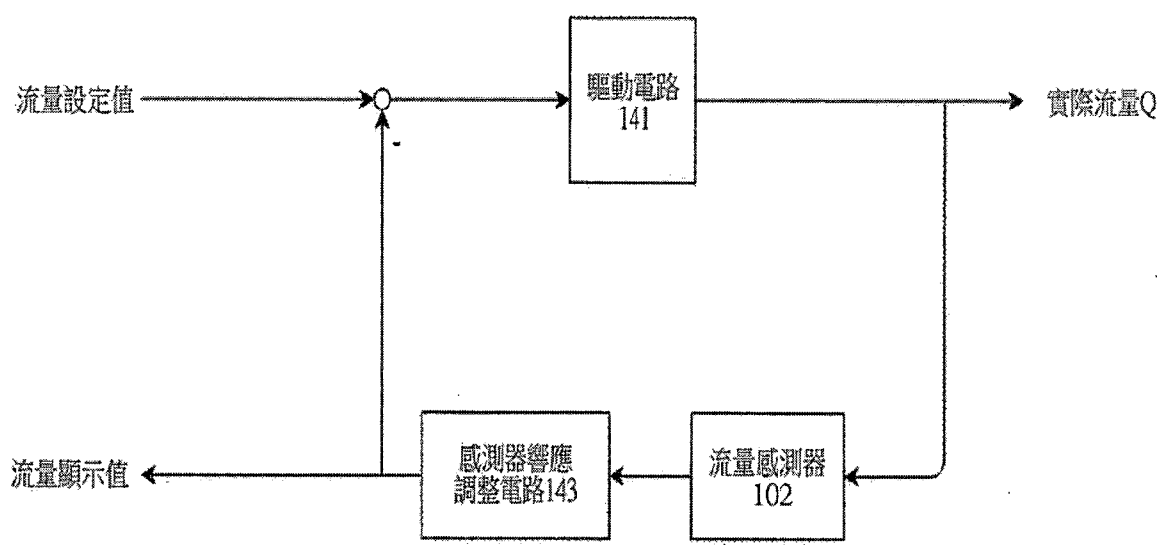 流量設定值
驅動電路
141
實際流量Q
-
流量顯示值
感測器響應
調整電路143
流量感測器
102